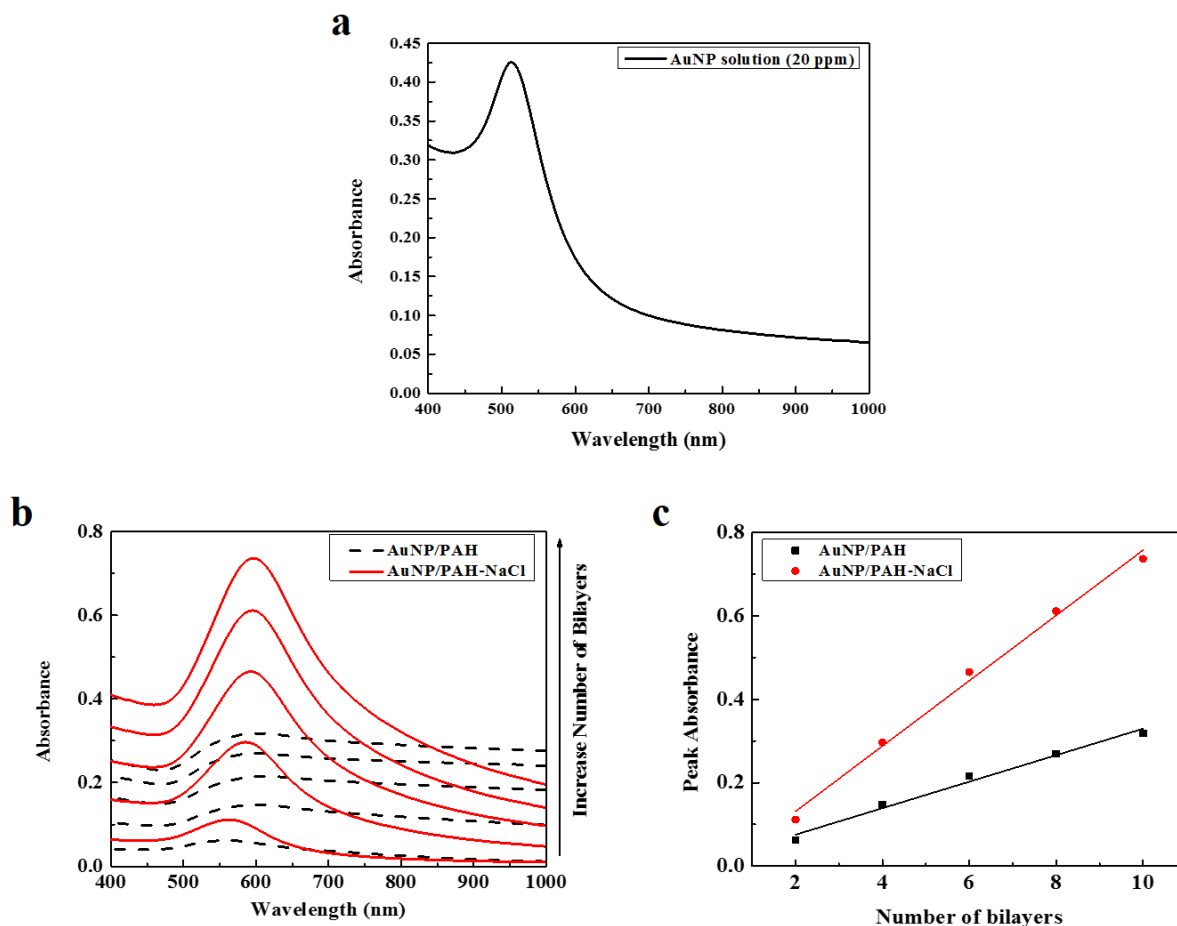 a
0.45
0.40
0.35
0.30
0.25
0.20
0.15
0.10
0.05
0.00
Absorbance
AuNP solution (20 ppm)
400 500 600 700 800 900 1000
Wavelength (nm)
b
0.8
0.6
0.4
0.2
0.0
Absorbance
AuNP/PAH
AuNP/PAH-NaCl
400 500 600 700 800 900 1000
Wavelength (nm)
Increase Number of Bilayers
c
0.8
0.6
0.4
0.2
0.0
Peak Absorbance
AuNP/PAH
AuNP/PAH-NaCl
2 4 6 8 10
Number of bilayers